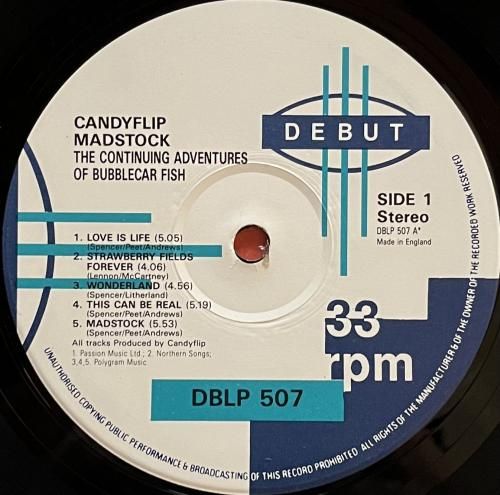 DEBUT
CANDYFLIP
MADSTOCK
THE CONTINUING ADVENTURES
OF BUBBLECAR FISH
SIDE 1
Stereo
DBLP 507 A*
Made in England
1. LOVE IS LIFE (5.05)
(Spencer/Peet/Andrews)
2. STRAWBERRY FIELDS
FOREVER (4.06)
(Lennon/McCartney)
3. WONDERLAND (4.56)
(Spencer/Litherland)
4. THIS CAN BE REAL (5.19)
(Spencer/Peet/Andrews)
5. MADSTOCK (5.53)
(Spencer/Peet/Andrews)
All tracks Produced by Candyflip
1. Passion Music Ltd.; 2. Northern Songs;
3,4,5. Polygram Music
33
rpm
DBLP 507
UNAUTHORISED COPYING PUBLIC PERFORMANCE & BROADCASTING OF THIS RECORD PROHIBITED ALL RIGHTS OF THE MANUFACTURER & OF THE OWNER OF THE RECORDED WORK RESERVED